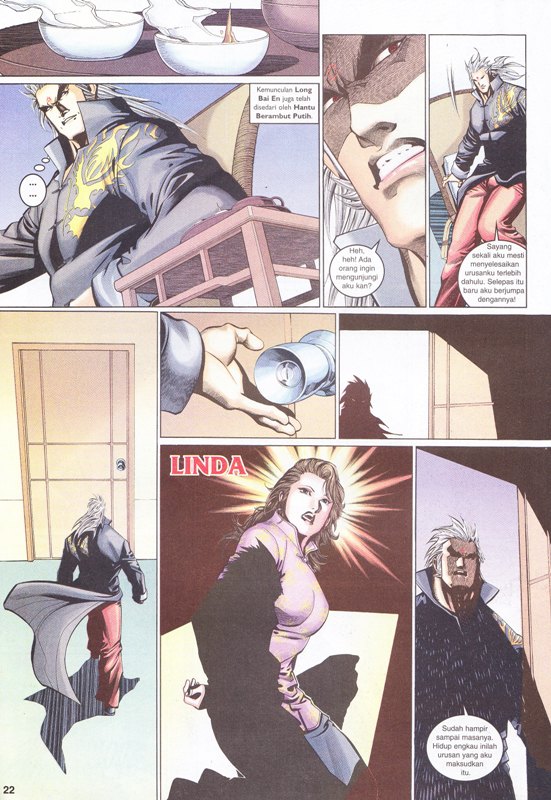 Kemunculan Long
Bai En juga telah
disedari oleh Hantu
Berambut Putih.
...
...
Heh,
heh! Ada
orang ingin
mengunjungi
aku kan?
Sayang
sekali aku mesti
menyelesaikan
urusanku terlebih
dahulu. Selepas itu
baru aku berjumpa
dengannya!
LINDA
Sudah hampir
sampai masanya.
Hidup engkau inilah
urusan yang aku
maksudkan
itu.
22